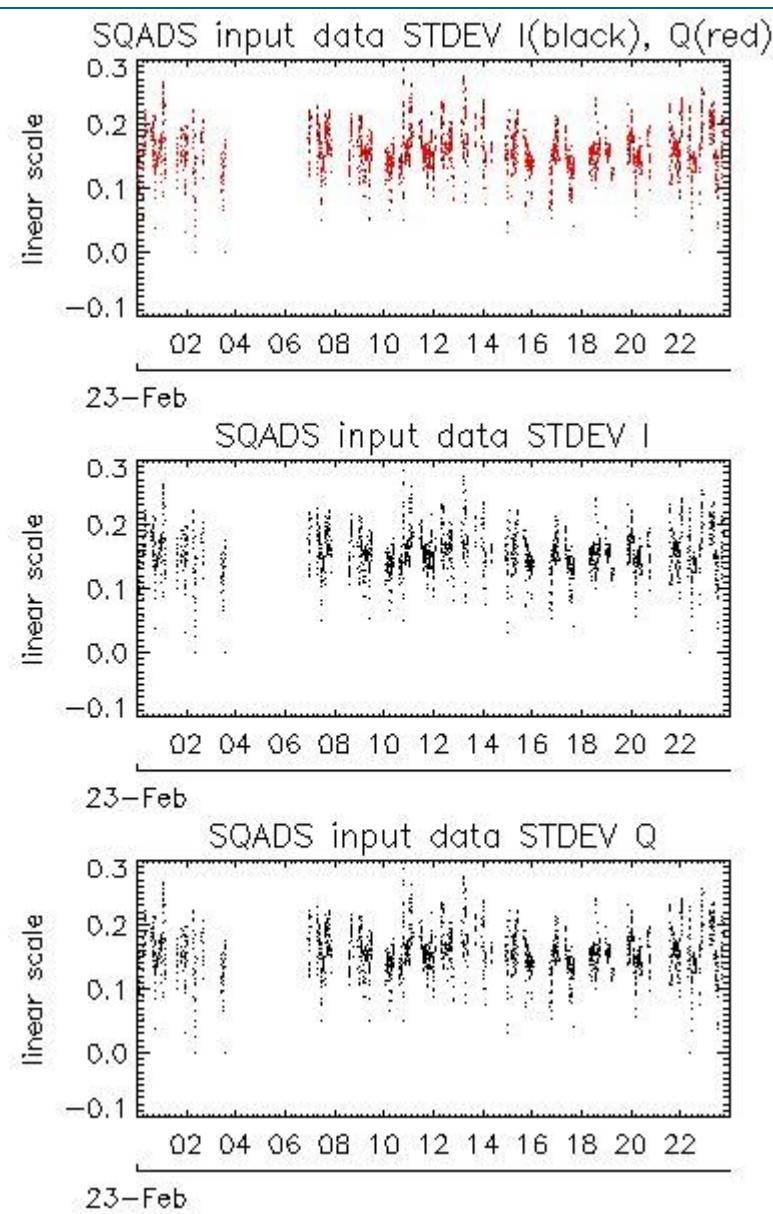 SQADS input data STDEV I(black), Q(red)
0.3
0.2
0.1
0.0
-0.1
linear scale
02 04 06 08 10 12 14 16 18 20 22
23-Feb
SQADS input data STDEV I
0.3
0.2
0.1
0.0
-0.1
linear scale
02 04 06 08 10 12 14 16 18 20 22
23-Feb
SQADS input data STDEV Q
0.3
0.2
0.1
0.0
-0.1
linear scale
02 04 06 08 10 12 14 16 18 20 22
23-Feb